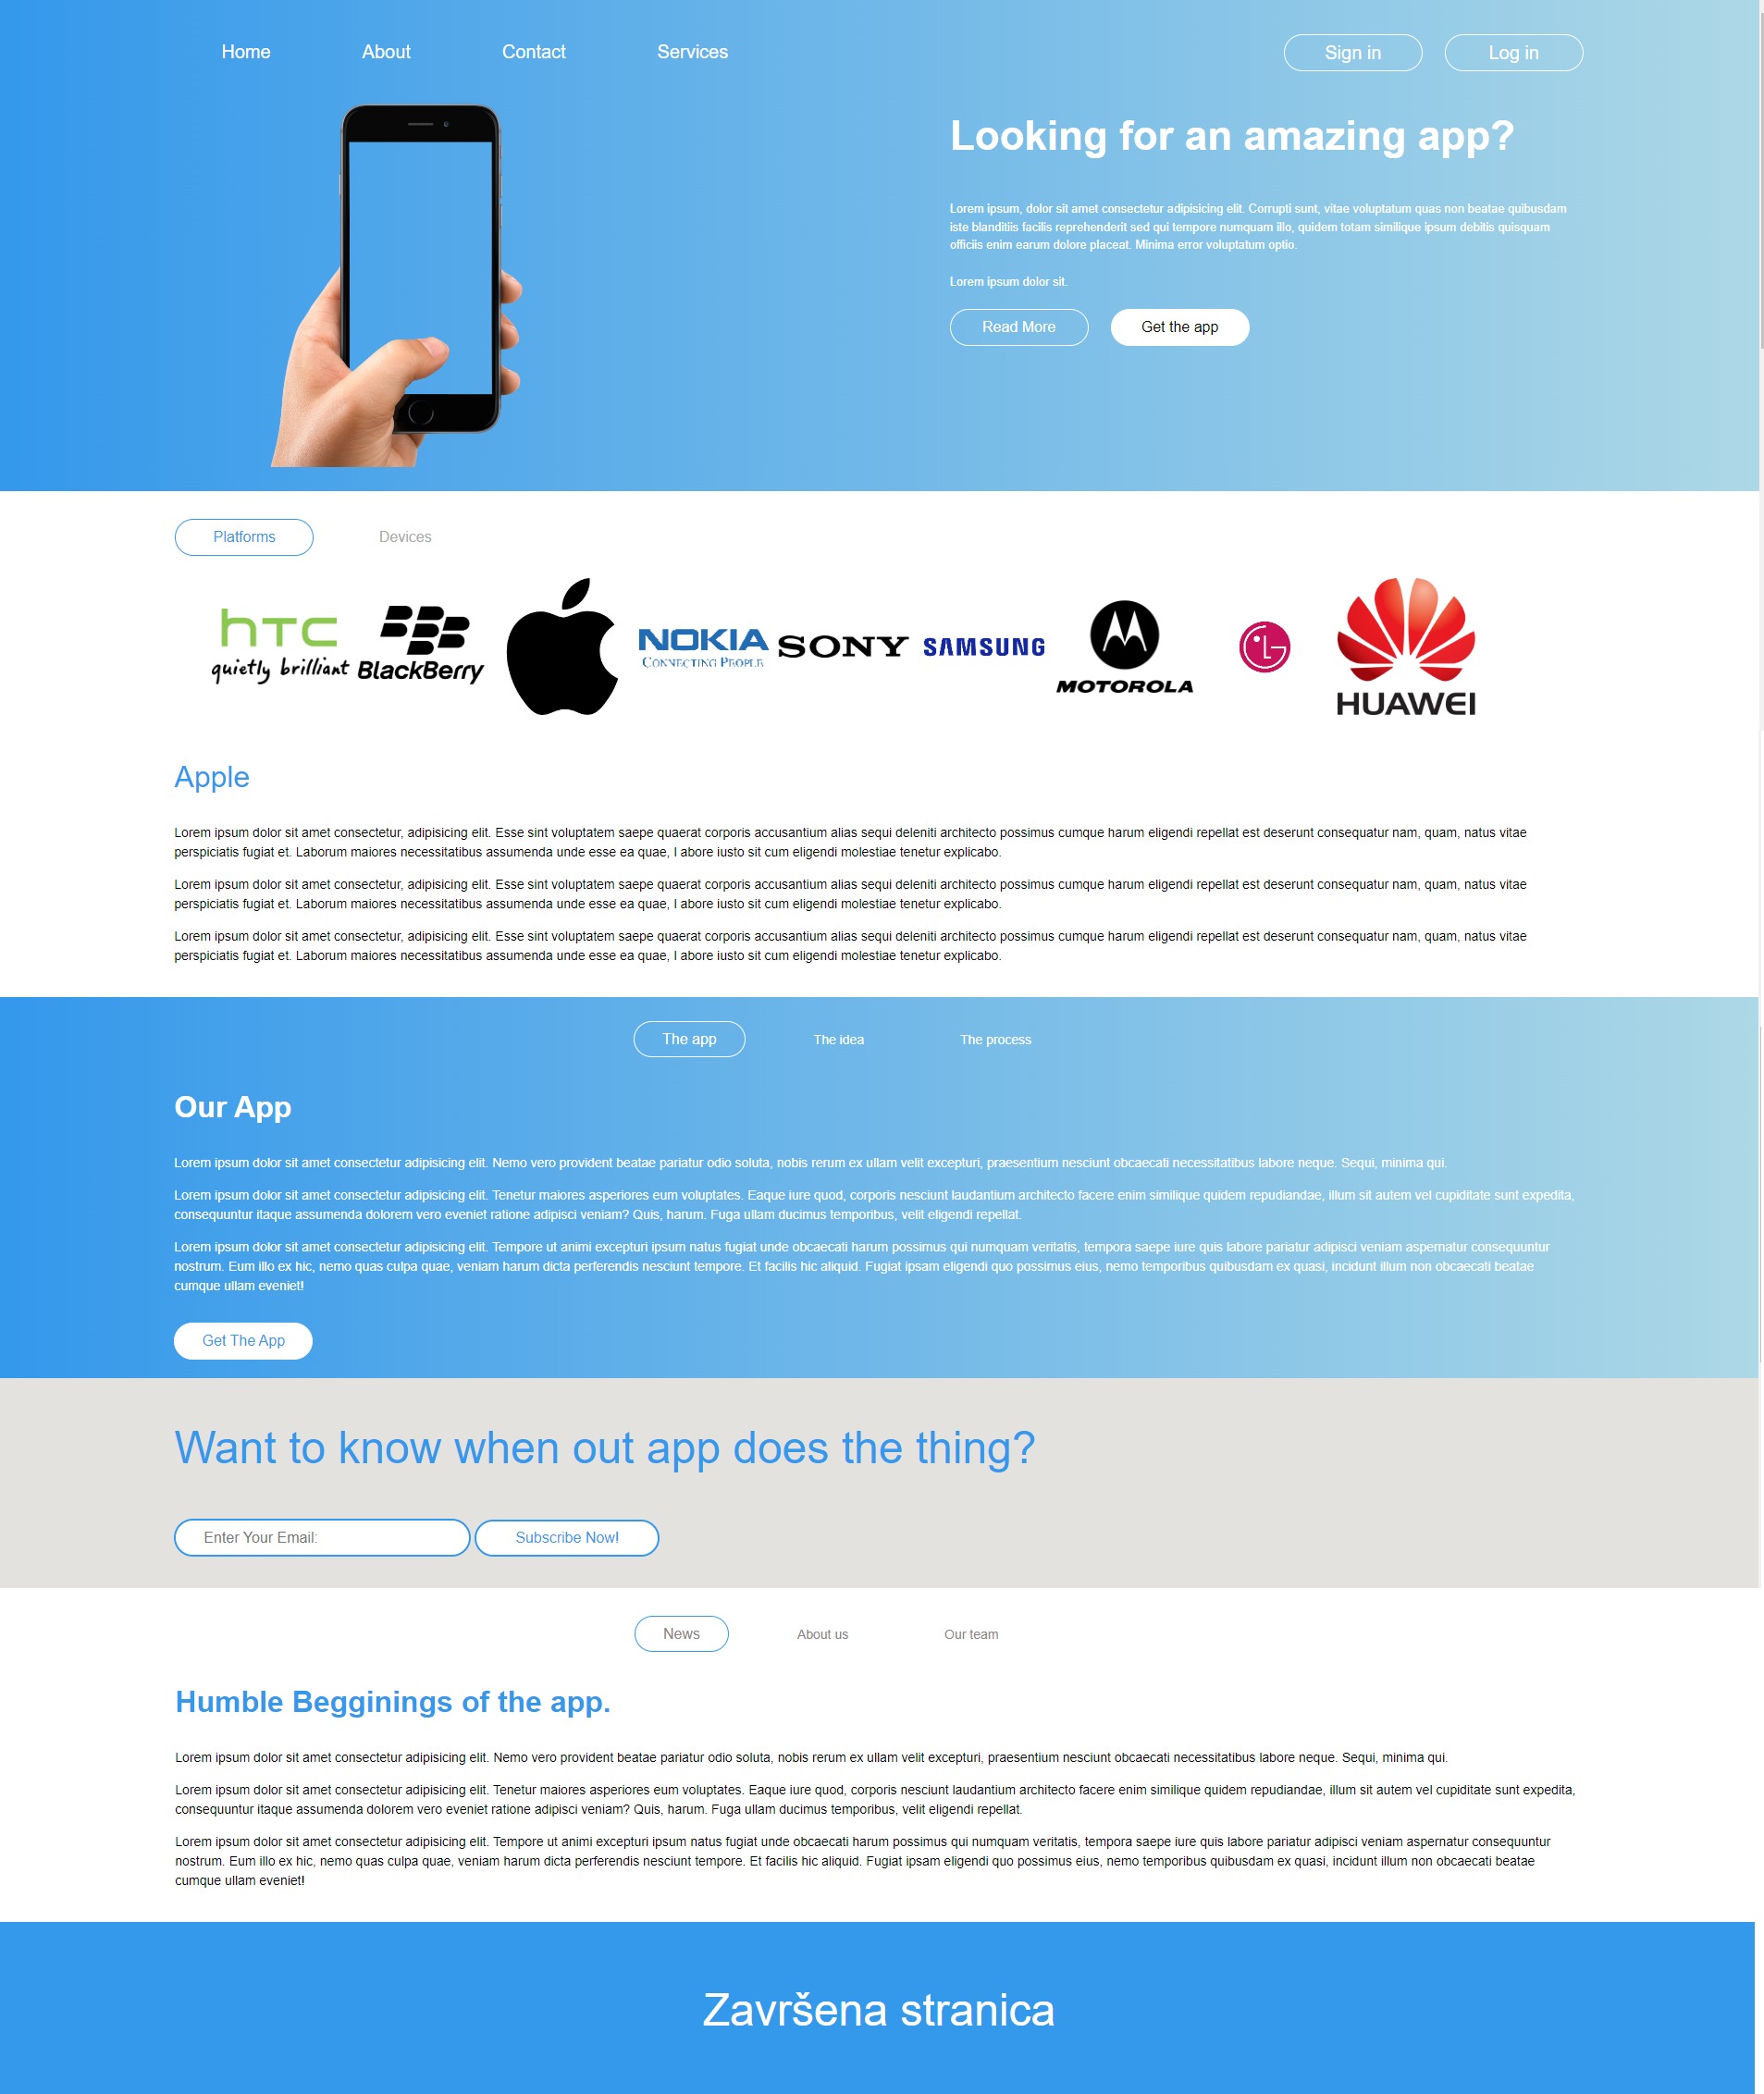 Home About Contact Services Sign in Log in
Looking for an amazing app?
Lorem ipsum, dolor sit amet consectetur adipisicing elit. Corrupti sunt, vitae voluptatum quas non beatae quibusdam
iste blanditiis facilis reprehenderit sed qui tempore numquam illo, quidem totam similique ipsum debitis quisquam
officiis enim earum dolore placeat. Minima error voluptatum optio.
Lorem ipsum dolor sit.
Read More Get the app
Platforms Devices
hTC
quietly brilliant
BlackBerry
NOKIA
CONNECTING PEOPLE
SONY
SAMSUNG
MOTOROLA
LG
HUAWEI
Apple
Lorem ipsum dolor sit amet consectetur, adipisicing elit. Esse sint voluptatem saepe quaerat corporis accusantium alias sequi deleniti architecto possimus cumque harum eligendi repellat est deserunt consequatur nam, quam, natus vitae
perspiciatis fugiat et. Laborum maiores necessitatibus assumenda unde esse ea quae, l abore iusto sit cum eligendi molestiae tenetur explicabo.
Lorem ipsum dolor sit amet consectetur, adipisicing elit. Esse sint voluptatem saepe quaerat corporis accusantium alias sequi deleniti architecto possimus cumque harum eligendi repellat est deserunt consequatur nam, quam, natus vitae
perspiciatis fugiat et. Laborum maiores necessitatibus assumenda unde esse ea quae, l abore iusto sit cum eligendi molestiae tenetur explicabo.
Lorem ipsum dolor sit amet consectetur, adipisicing elit. Esse sint voluptatem saepe quaerat corporis accusantium alias sequi deleniti architecto possimus cumque harum eligendi repellat est deserunt consequatur nam, quam, natus vitae
perspiciatis fugiat et. Laborum maiores necessitatibus assumenda unde esse ea quae, l abore iusto sit cum eligendi molestiae tenetur explicabo.
The app The idea The process
Our App
Lorem ipsum dolor sit amet consectetur adipisicing elit. Nemo vero provident beatae pariatur odio soluta, nobis rerum ex ullam velit excepturi, praesentium nesciunt obcaecati necessitatibus labore neque. Sequi, minima qui.
Lorem ipsum dolor sit amet consectetur adipisicing elit. Tenetur maiores asperiores eum voluptates. Eaque iure quod, corporis nesciunt laudantium architecto facere enim similique quidem repudiandae, illum sit autem vel cupiditate sunt expedita,
consequuntur itaque assumenda dolorem vero eveniet ratione adipisci veniam? Quis, harum. Fuga ullam ducimus temporibus, velit eligendi repellat.
Lorem ipsum dolor sit amet consectetur adipisicing elit. Tempore ut animi excepturi ipsum natus fugiat unde obcaecati harum possimus qui numquam veritatis, tempora saepe iure quis labore pariatur adipisci veniam aspernatur consequuntur
nostrum. Eum illo ex hic, nemo quas culpa quae, veniam harum dicta perferendis nesciunt tempore. Et facilis hic aliquid. Fugiat ipsam eligendi quo possimus eius, nemo temporibus quibusdam ex quasi, incidunt illum non obcaecati beatae
cumque ullam eveniet!
Get The App
Want to know when out app does the thing?
Enter Your Email: Subscribe Now!
News About us Our team
Humble Begginings of the app.
Lorem ipsum dolor sit amet consectetur adipisicing elit. Nemo vero provident beatae pariatur odio soluta, nobis rerum ex ullam velit excepturi, praesentium nesciunt obcaecati necessitatibus labore neque. Sequi, minima qui.
Lorem ipsum dolor sit amet consectetur adipisicing elit. Tenetur maiores asperiores eum voluptates. Eaque iure quod, corporis nesciunt laudantium architecto facere enim similique quidem repudiandae, illum sit autem vel cupiditate sunt expedita,
consequuntur itaque assumenda dolorem vero eveniet ratione adipisci veniam? Quis, harum. Fuga ullam ducimus temporibus, velit eligendi repellat.
Lorem ipsum dolor sit amet consectetur adipisicing elit. Tempore ut animi excepturi ipsum natus fugiat unde obcaecati harum possimus qui numquam veritatis, tempora saepe iure quis labore pariatur adipisci veniam aspernatur consequuntur
nostrum. Eum illo ex hic, nemo quas culpa quae, veniam harum dicta perferendis nesciunt tempore. Et facilis hic aliquid. Fugiat ipsam eligendi quo possimus eius, nemo temporibus quibusdam ex quasi, incidunt illum non obcaecati beatae
cumque ullam eveniet!
Završena stranica